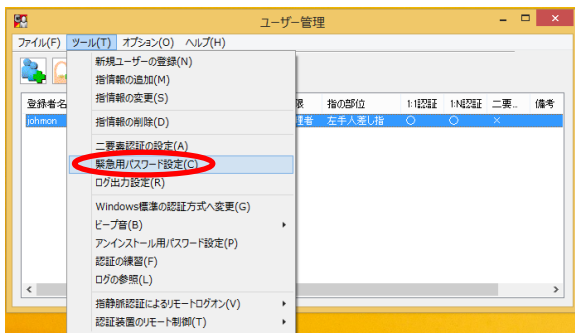 ユーザー管理
ファイル(F) ツール(T) オプション(O) ヘルプ(H)
新規ユーザーの登録(N)
指情報の追加(M)
指情報の変更(S)
登録者名 限 指の部位 1:1認証 1:N認証 二要.. 備考
指情報の削除(D)
johmon 理者 左手人差し指 ○ ○ ×
二要素認証の設定(A)
緊急用パスワード設定(C)
ログ出力設定(R)
Windows標準の認証方式へ変更(G)
ビープ音(B)
アンインストール用パスワード設定(P)
認証の練習(F)
ログの参照(L)
指静脈認証によるリモートログオン(V)
認証装置のリモート制御(T)